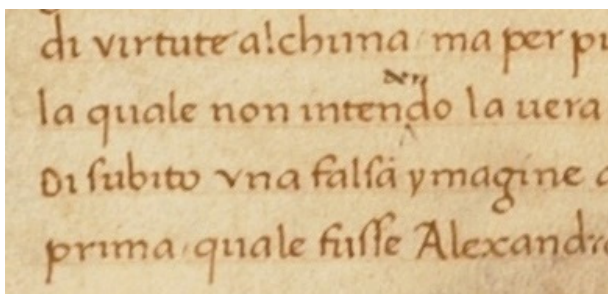 di virtute alchima ma per
la quale non intendo la uera
Di subito vna falsa ymagine
prima quale fusse Alexandr